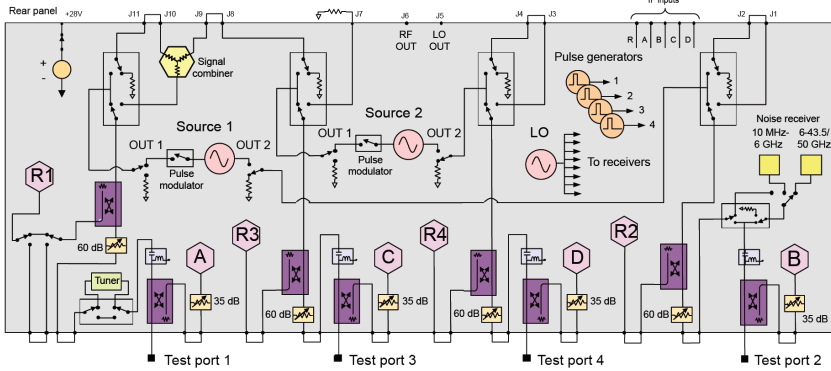 Rear panel
+28V
J11 J10 J9 J8 J7 J6 J5 J4 J3 J2 J1
RF OUT
LO OUT
IF inputs
R A B C D
+
-
Signal combiner
Pulse generators
1
2
3
4
Source 1
OUT 1
OUT 2
Pulse modulator
Source 2
OUT 1
OUT 2
Pulse modulator
LO
To receivers
Noise receiver
10 MHz-6 GHz
6-43.5/50 GHz
R1
60 dB
A
35 dB
Tuner
R3
60 dB
C
35 dB
R4
60 dB
D
35 dB
R2
60 dB
B
35 dB
Test port 1
Test port 3
Test port 4
Test port 2